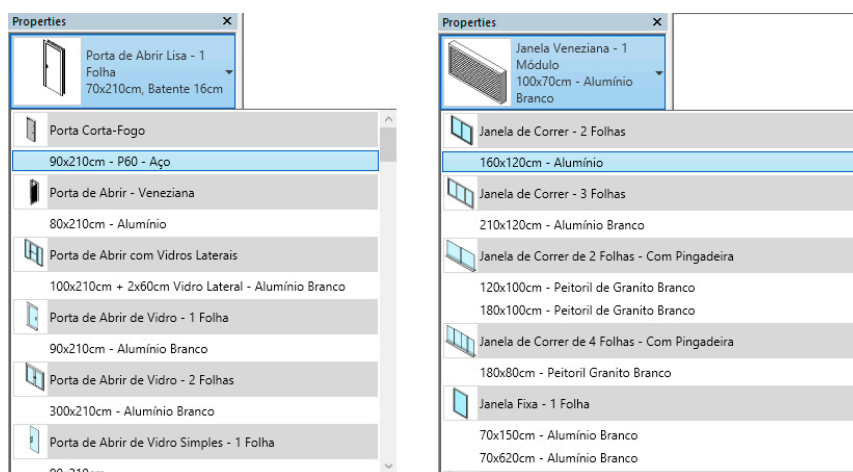 Properties
Porta de Abrir Lisa - 1
Folha
70x210cm, Batente 16cm
Porta Corta-Fogo
90x210cm - P60 - Aço
Porta de Abrir - Veneziana
80x210cm - Alumínio
Porta de Abrir com Vidros Laterais
100x210cm + 2x60cm Vidro Lateral - Alumínio Branco
Porta de Abrir de Vidro - 1 Folha
90x210cm - Alumínio Branco
Porta de Abrir de Vidro - 2 Folhas
300x210cm - Alumínio Branco
Porta de Abrir de Vidro Simples - 1 Folha
Properties
Janela Veneziana - 1
Módulo
100x70cm - Alumínio
Branco
Janela de Correr - 2 Folhas
160x120cm - Alumínio
Janela de Correr - 3 Folhas
210x120cm - Alumínio Branco
Janela de Correr de 2 Folhas - Com Pingadeira
120x100cm - Peitoril de Granito Branco
180x100cm - Peitoril de Granito Branco
Janela de Correr de 4 Folhas - Com Pingadeira
180x80cm - Peitoril Granito Branco
Janela Fixa - 1 Folha
70x150cm - Alumínio Branco
70x620cm - Alumínio Branco